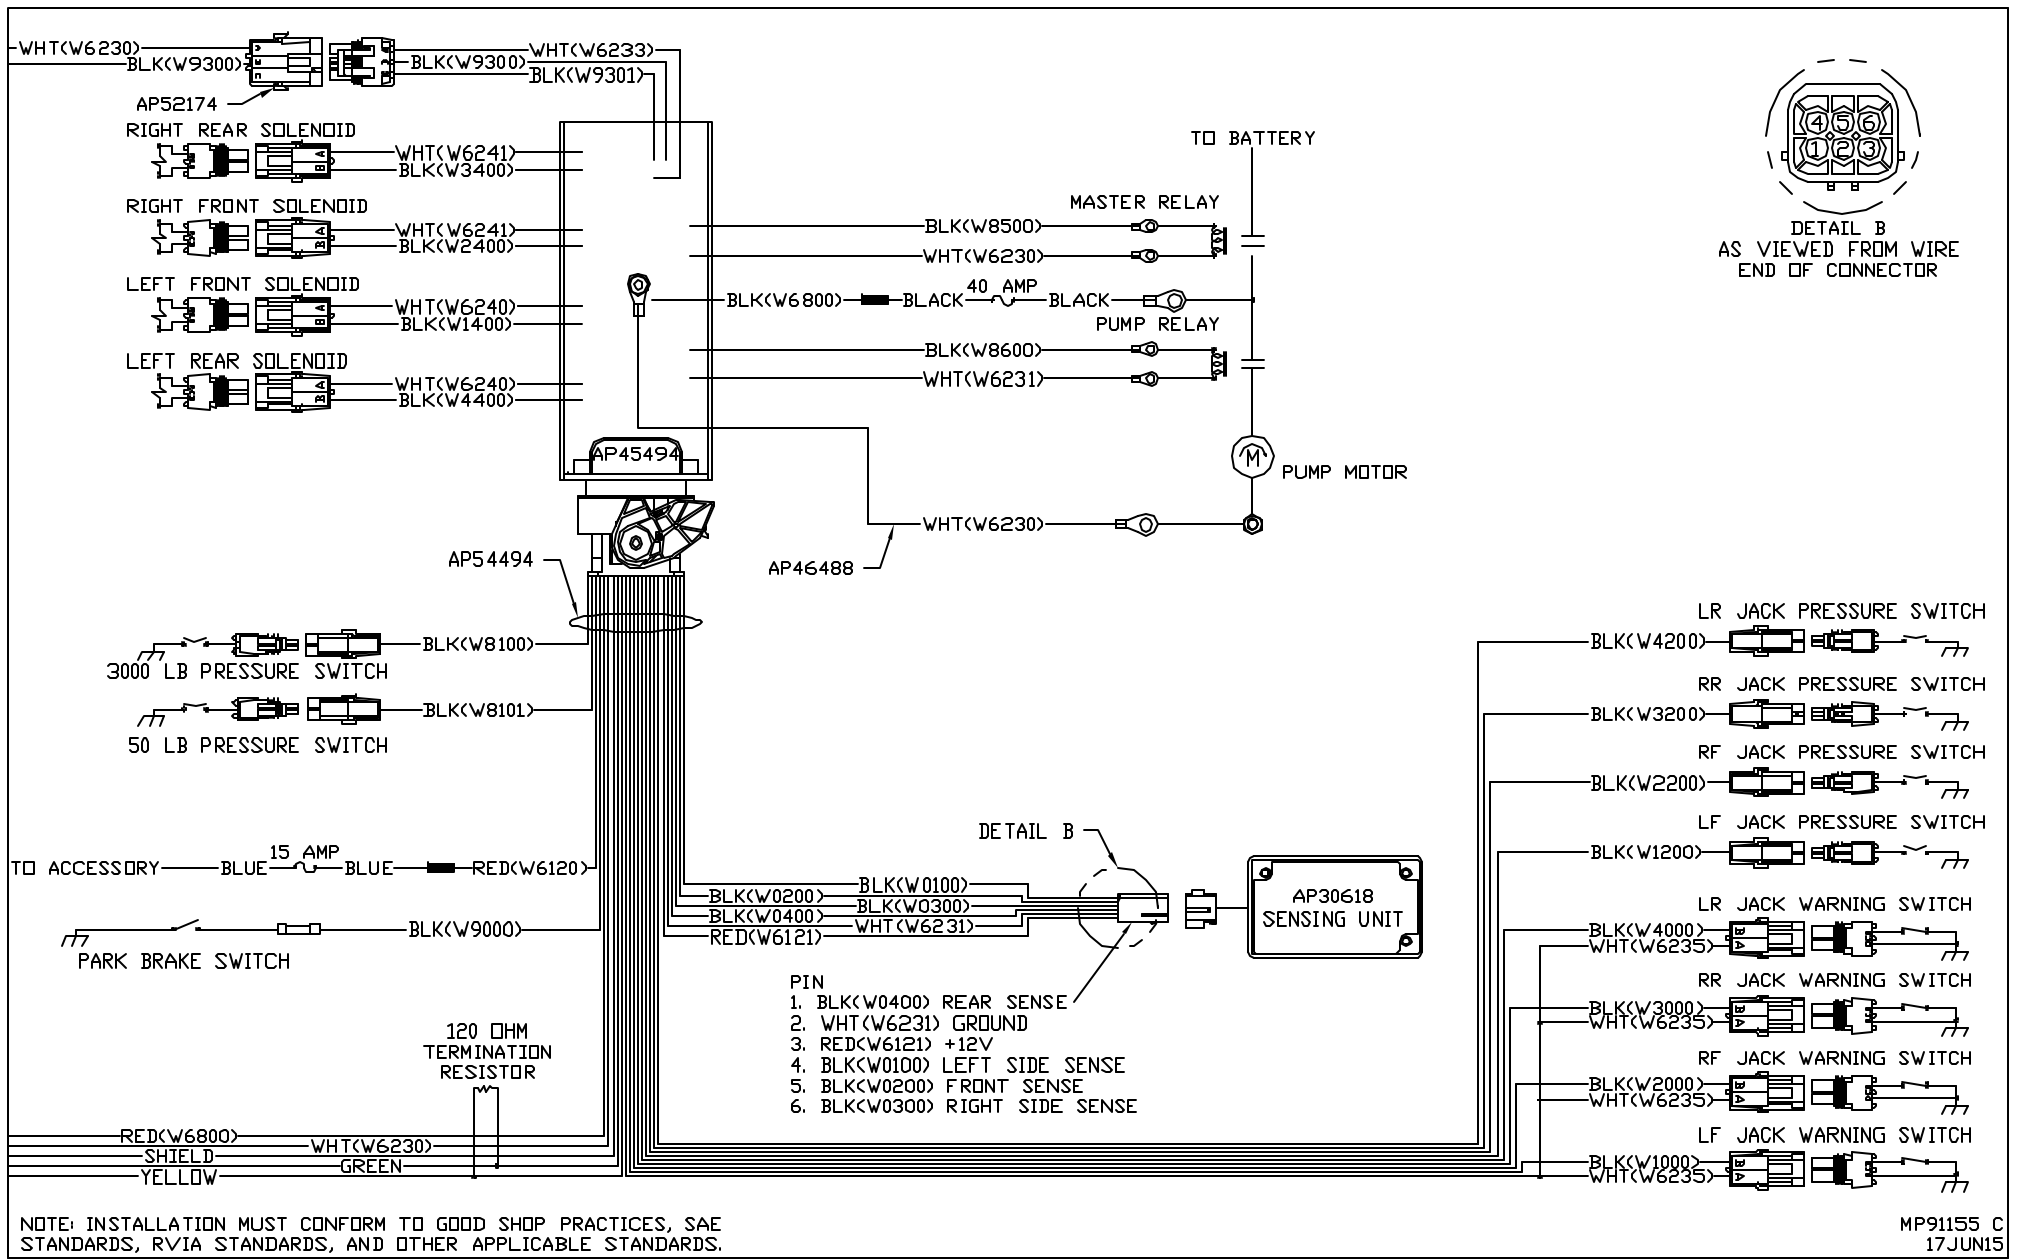 WHT(W6230)
BLK(W9300)
WHT(W6233)
BLK(W9300)
BLK(W9301)
AP52174
RIGHT REAR SOLENOID
A
B
WHT(W6241)
BLK(W3400)
RIGHT FRONT SOLENOID
A
B
WHT(W6241)
BLK(W2400)
LEFT FRONT SOLENOID
A
B
WHT(W6240)
BLK(W1400)
LEFT REAR SOLENOID
A
B
WHT(W6240)
BLK(W4400)
AP45494
TO BATTERY
MASTER RELAY
BLK(W8500)
WHT(W6230)
BLK(W6800) BLACK 40 AMP BLACK
PUMP RELAY
BLK(W8600)
WHT(W6231)
M
PUMP MOTOR
WHT(W6230)
AP46488
4 5 6
1 2 3
DETAIL B
AS VIEWED FROM WIRE
END OF CONNECTOR
AP54494
BLK(W8100)
3000 LB PRESSURE SWITCH
BLK(W8101)
50 LB PRESSURE SWITCH
TO ACCESSORY BLUE 15 AMP BLUE RED(W6120)
BLK(W9000)
PARK BRAKE SWITCH
120 OHM
TERMINATION
RESISTOR
RED(W6800)
WHT(W6230)
SHIELD
GREEN
YELLOW
DETAIL B
BLK(W0100)
BLK(W0200)
BLK(W0300)
BLK(W0400)
WHT(W6231)
RED(W6121)
AP30618
SENSING UNIT
PIN
1. BLK(W0400) REAR SENSE
2. WHT(W6231) GROUND
3. RED(W6121) +12V
4. BLK(W0100) LEFT SIDE SENSE
5. BLK(W0200) FRONT SENSE
6. BLK(W0300) RIGHT SIDE SENSE
LR JACK PRESSURE SWITCH
BLK(W4200)
RR JACK PRESSURE SWITCH
BLK(W3200)
RF JACK PRESSURE SWITCH
BLK(W2200)
LF JACK PRESSURE SWITCH
BLK(W1200)
LR JACK WARNING SWITCH
BLK(W4000)
WHT(W6235)
B
A
RR JACK WARNING SWITCH
BLK(W3000)
WHT(W6235)
B
A
RF JACK WARNING SWITCH
BLK(W2000)
WHT(W6235)
B
A
LF JACK WARNING SWITCH
BLK(W1000)
WHT(W6235)
B
A
NOTE: INSTALLATION MUST CONFORM TO GOOD SHOP PRACTICES, SAE
STANDARDS, RVIA STANDARDS, AND OTHER APPLICABLE STANDARDS.
MP91155 C
17JUN15